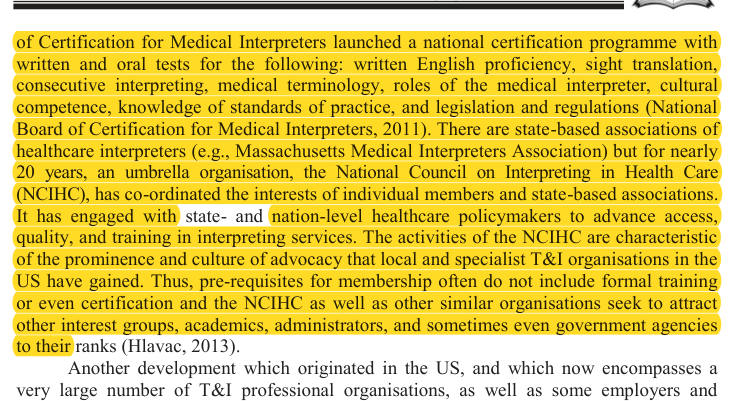 of Certification for Medical Interpreters launched a national certification programme with
written and oral tests for the following: written English proficiency, sight translation,
consecutive interpreting, medical terminology, roles of the medical interpreter, cultural
competence, knowledge of standards of practice, and legislation and regulations (National
Board of Certification for Medical Interpreters, 2011). There are state-based associations of
healthcare interpreters (e.g., Massachusetts Medical Interpreters Association) but for nearly
20 years, an umbrella organisation, the National Council on Interpreting in Health Care
(NCIHC), has co-ordinated the interests of individual members and state-based associations.
It has engaged with state- and nation-level healthcare policymakers to advance access,
quality, and training in interpreting services. The activities of the NCIHC are characteristic
of the prominence and culture of advocacy that local and specialist T&I organisations in the
US have gained. Thus, pre-requisites for membership often do not include formal training
or even certification and the NCIHC as well as other similar organisations seek to attract
other interest groups, academics, administrators, and sometimes even government agencies
to their ranks (Hlavac, 2013).
Another development which originated in the US, and which now encompasses a
very large number of T&I professional organisations, as well as some employers and